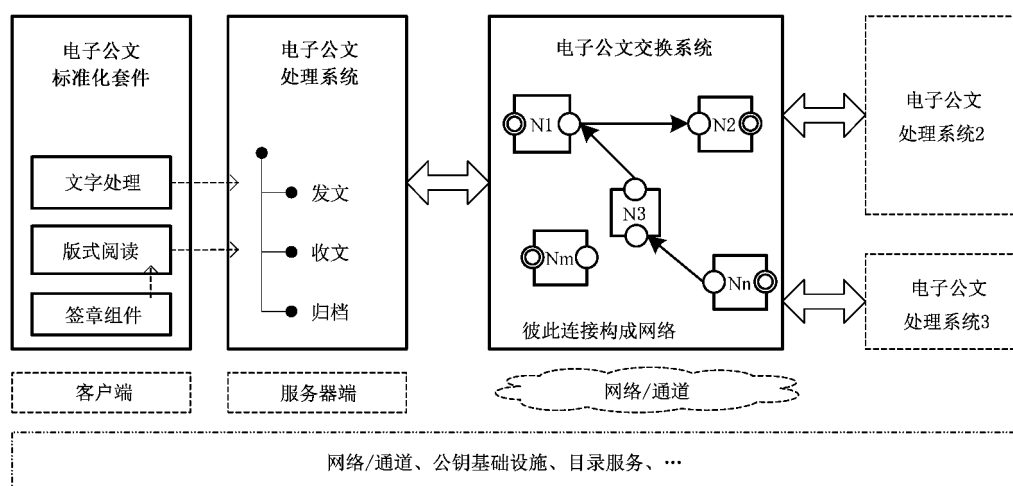 电子公文
标准化套件
文字处理
版式阅读
签章组件
客户端
电子公文
处理系统
发文
收文
归档
服务器端
电子公文交换系统
N1
N2
N3
Nm
Nn
彼此连接构成网络
网络/通道
电子公文
处理系统2
电子公文
处理系统3
网络/通道、公钥基础设施、目录服务、…